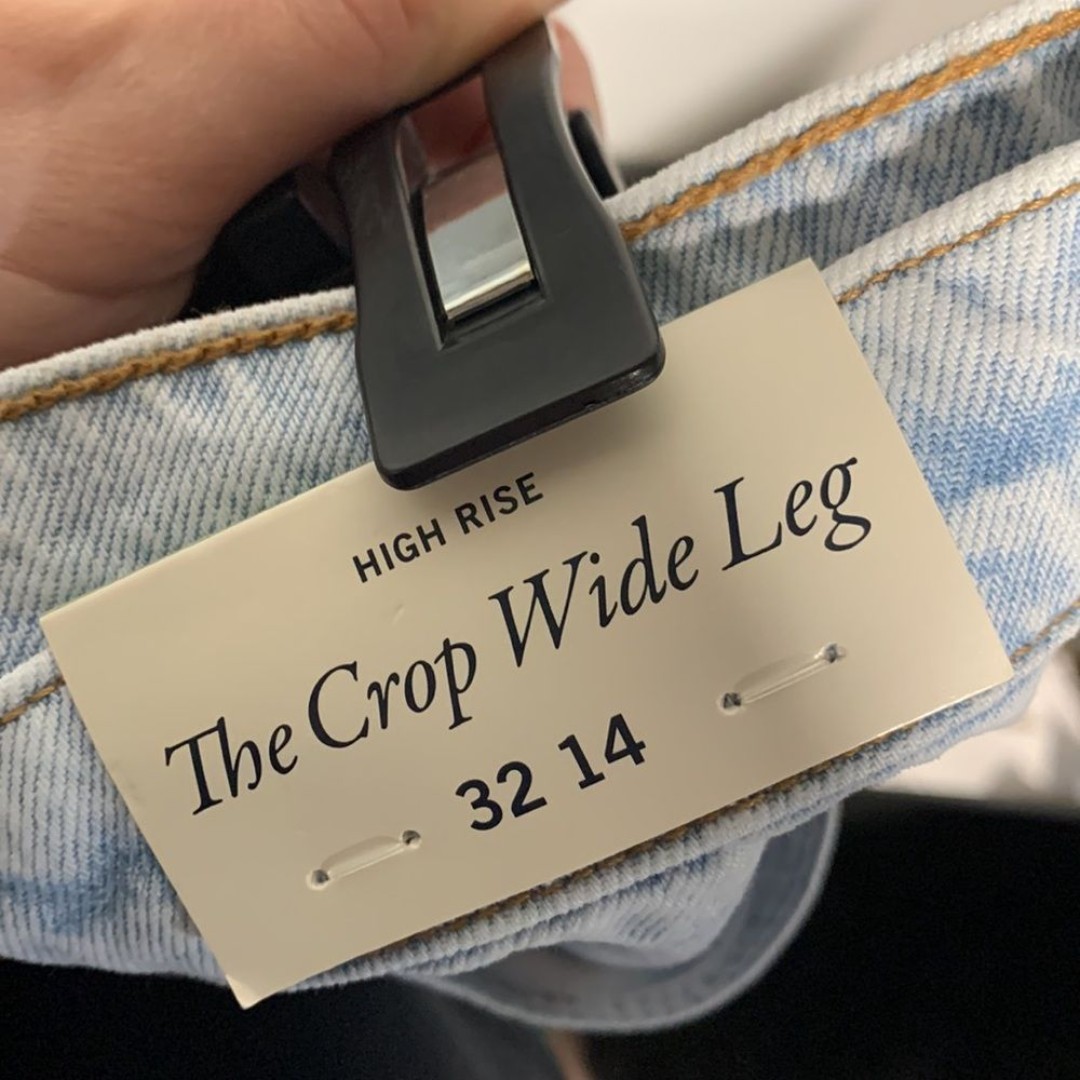 HIGH RISE
The Crop Wide Leg
32 14